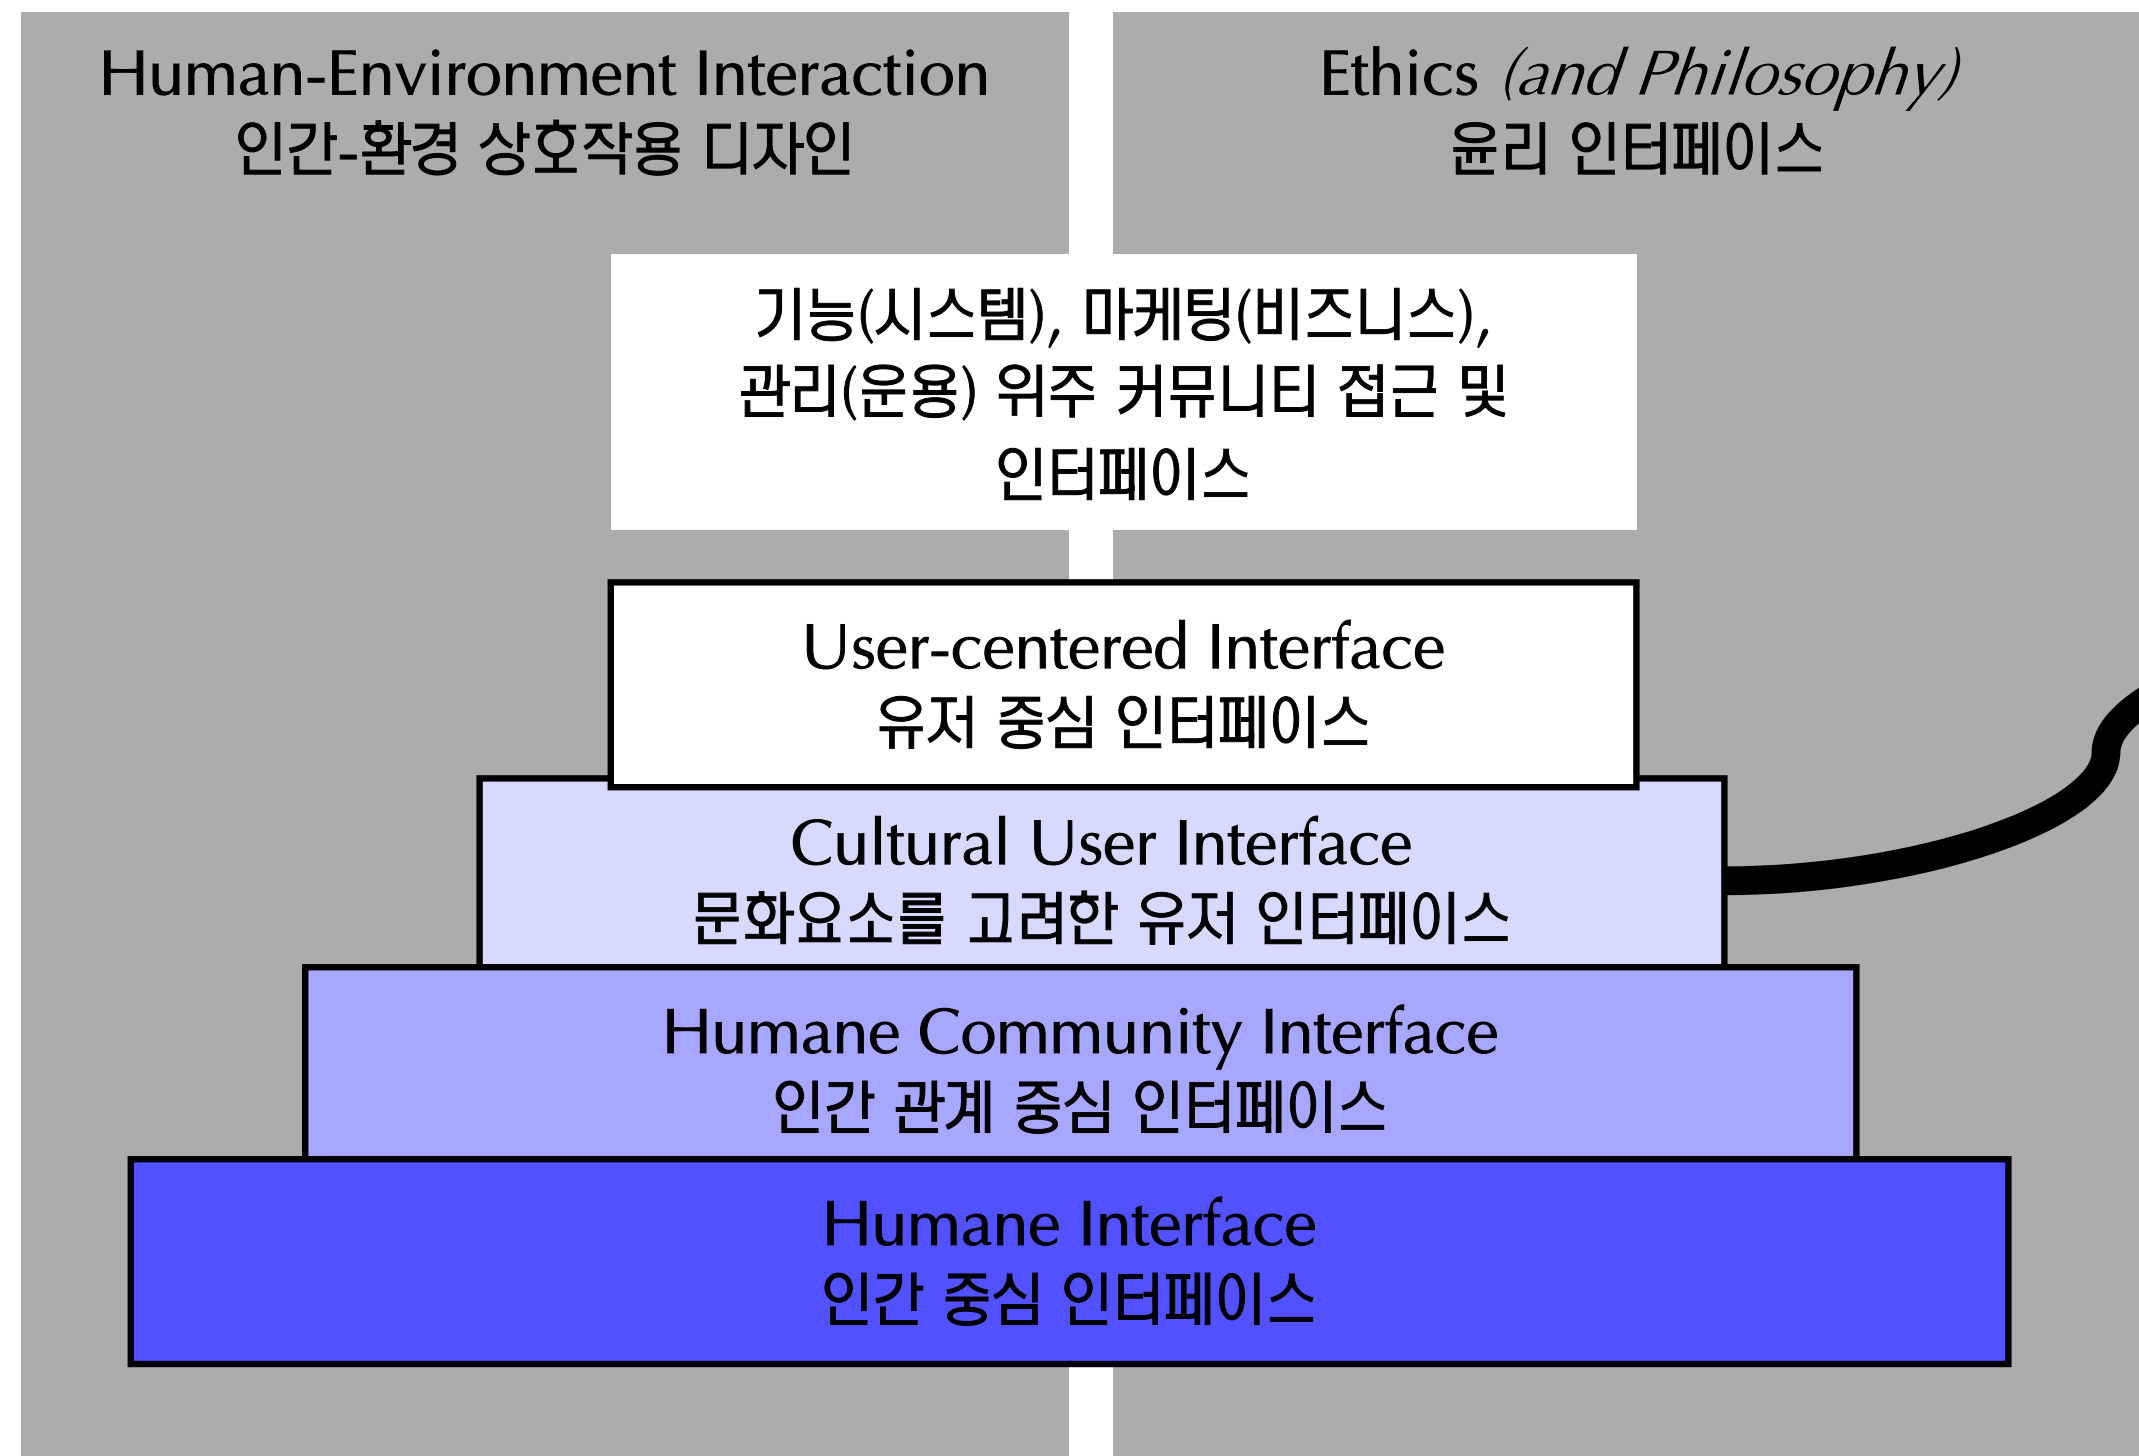 Human-Environment Interaction
인간-환경 상호작용 디자인
Ethics (and Philosophy)
윤리 인터페이스
기능(시스템), 마케팅(비즈니스),
관리(운용) 위주 커뮤니티 접근 및
인터페이스
User-centered Interface
유저 중심 인터페이스
Cultural User Interface
문화요소를 고려한 유저 인터페이스
Humane Community Interface
인간 관계 중심 인터페이스
Humane Interface
인간 중심 인터페이스